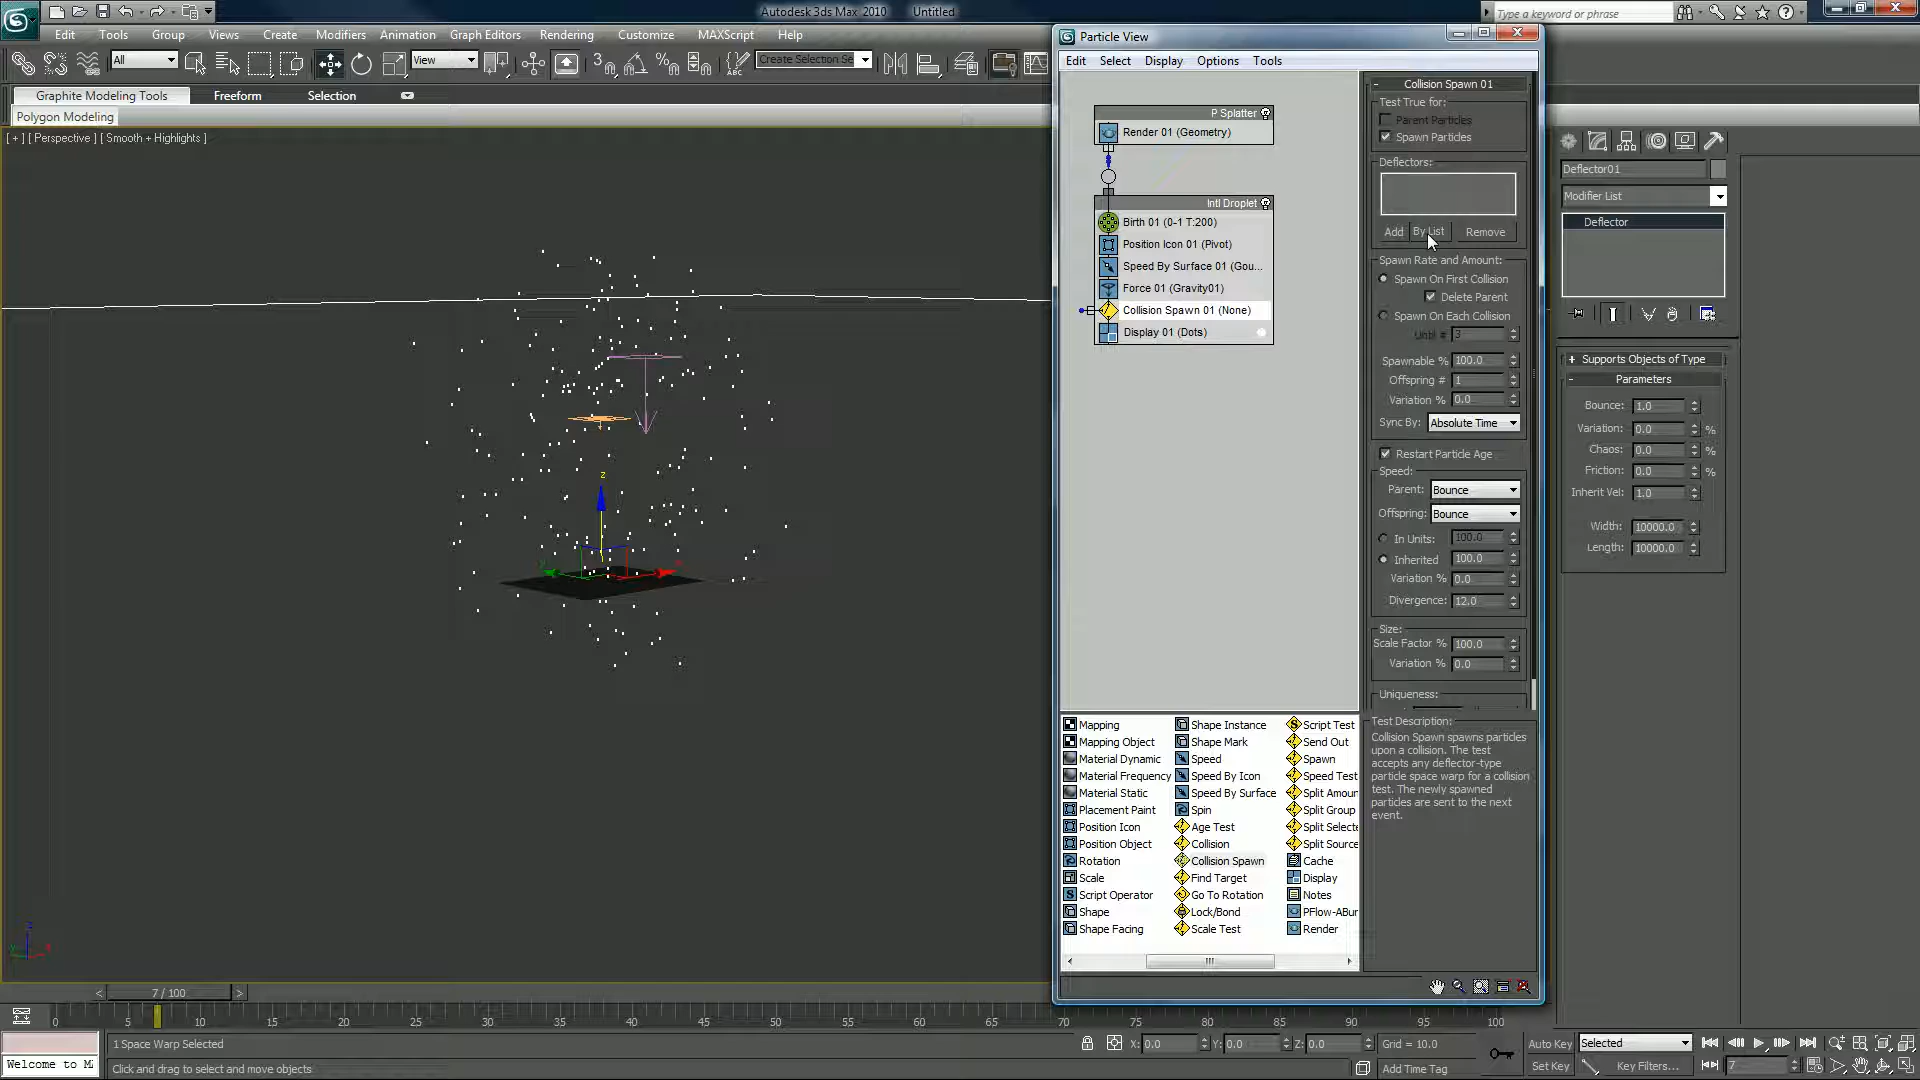 Autodesk 3ds Max 2010 Untitled
Type a keyword or phrase
Edit Tools Group Views Create Modifiers Animation Graph Editors Rendering Customize MAXScript Help
All
View
Create Selection Se
Graphite Modeling Tools Freeform Selection
Polygon Modeling
[ + ] [ Perspective ] [ Smooth + Highlights ]
z
Particle View
Edit Select Display Options Tools
P Splatter
Render 01 (Geometry)
Intl Droplet
Birth 01 (0-1 T:200)
Position Icon 01 (Pivot)
Speed By Surface 01 (Gou...
Force 01 (Gravity01)
Collision Spawn 01 (None)
Display 01 (Dots)
Collision Spawn 01
Test True for:
Parent Particles
Spawn Particles
Deflectors:
Add By List Remove
Spawn Rate and Amount:
Spawn On First Collision
Delete Parent
Spawn On Each Collision
Until # 3
Spawnable % 100.0
Offspring # 1
Variation % 0.0
Sync By: Absolute Time
Restart Particle Age
Speed:
Parent: Bounce
Offspring: Bounce
In Units: 100.0
Inherited 100.0
Variation % 0.0
Divergence: 12.0
Size:
Scale Factor % 100.0
Variation % 0.0
Uniqueness:
Mapping Shape Instance Script Test
Mapping Object Shape Mark Send Out
Material Dynamic Speed Spawn
Material Frequency Speed By Icon Speed Test
Material Static Speed By Surface Split Amour
Placement Paint Spin Split Group
Position Icon Age Test Split Selecte
Position Object Collision Split Source
Rotation Collision Spawn Cache
Scale Find Target Display
Script Operator Go To Rotation Notes
Shape Lock/Bond PFlow-ABur
Shape Facing Scale Test Render
Test Description:
Collision Spawn spawns particles
upon a collision. The test
accepts any deflector-type
particle space warp for a collision
test. The newly spawned
particles are sent to the next
event.
Deflector01
Modifier List
Deflector
+ Supports Objects of Type
- Parameters
Bounce: 1.0
Variation: 0.0 %
Chaos: 0.0 %
Friction: 0.0 %
Inherit Vel: 1.0
Width: 10000.0
Length: 10000.0
< 7 / 100 >
0 5 10 15 20 25 30 35 40 45 50 55 60 65 70 75 80 85 90 95 100
1 Space Warp Selected
X: 0.0 Y: 0.0 Z: 0.0 Grid = 10.0
Auto Key Selected
Welcome to M
Click and drag to select and move objects
Add Time Tag
Set Key Key Filters... 7